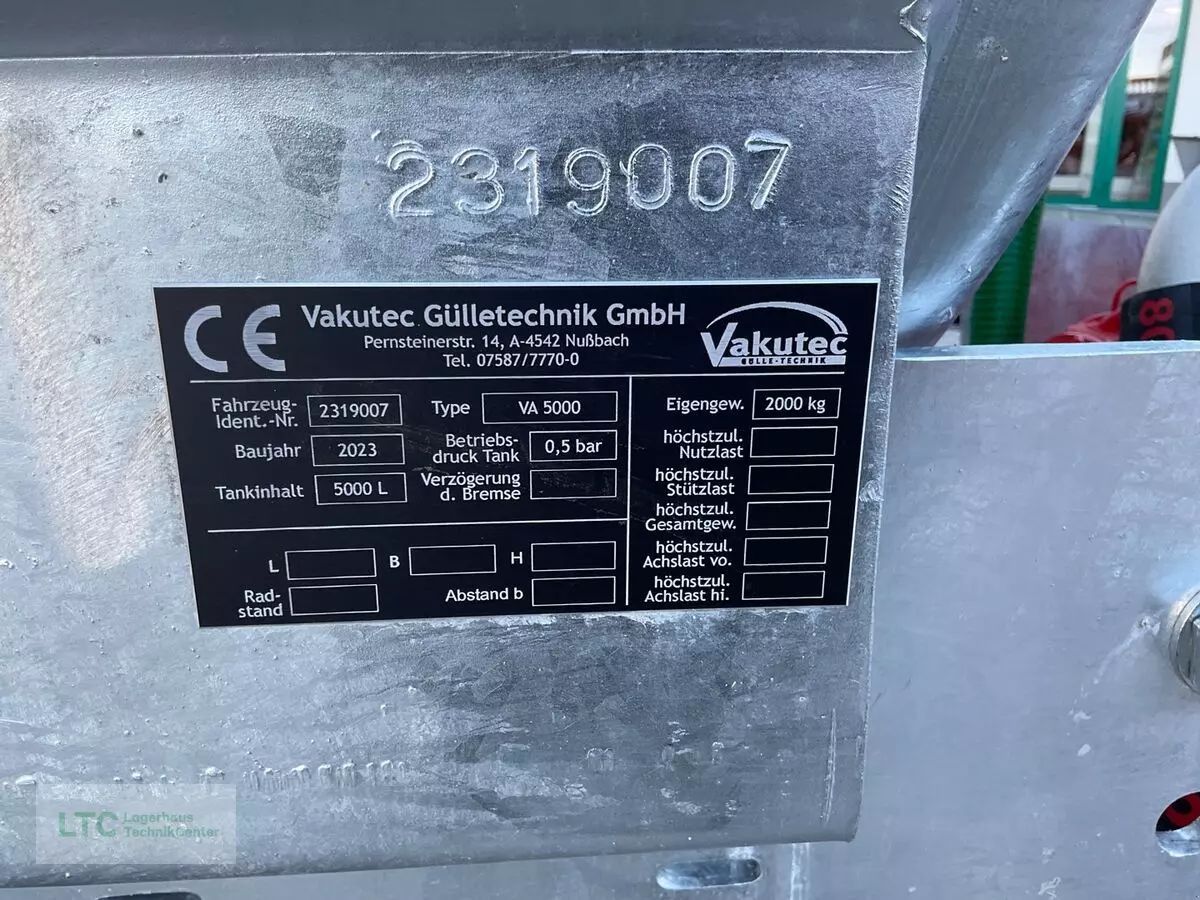 2319007
CE
Vakutec Gülletechnik GmbH
Pernsteinerstr. 14, A-4542 Nußbach
Tel. 07587/7770-0
Vakutec
GÜLLE-TECHNIK
Fahrzeug-
Ident.-Nr.
2319007
Type
VA 5000
Baujahr
2023
Betriebs-
druck Tank
0,5 bar
Tankinhalt
5000 L
Verzögerung
d. Bremse
L
B
H
Rad-
stand
Abstand b
Eigengew.
2000 kg
höchstzul.
Nutzlast
höchstzul.
Stützlast
höchstzul.
Gesamtgew.
höchstzul.
Achslast vo.
höchstzul.
Achslast hi.
LTC Lagerhaus
TechnikCenter